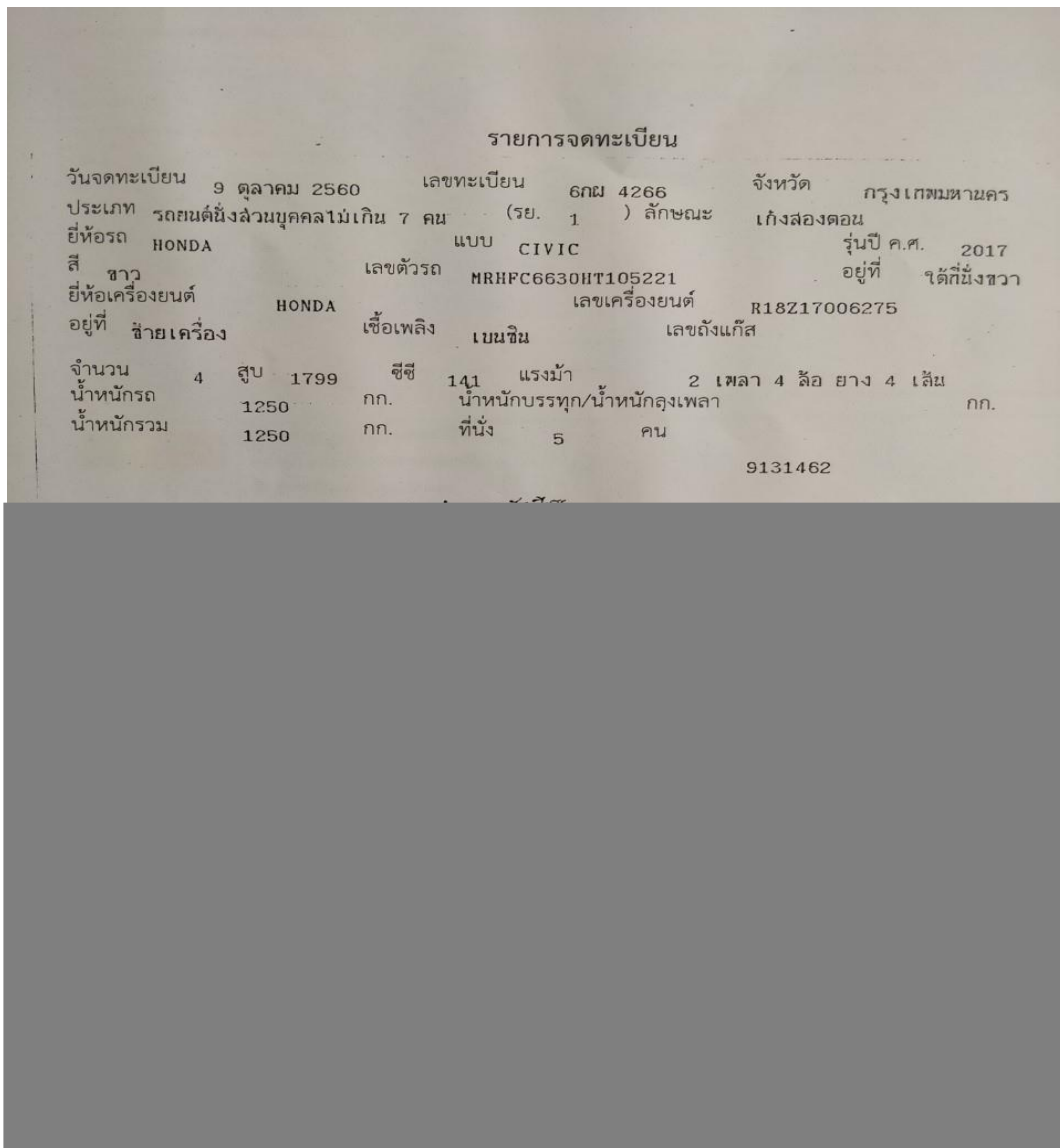 รายการจดทะเบียน
วันจดทะเบียน 9 ตุลาคม 2560 เลขทะเบียน 6กผ 4266 จังหวัด กรุงเทพมหานคร
ประเภท รถยนต์นั่งส่วนบุคคลไม่เกิน 7 คน (รย. 1 ) ลักษณะ เก๋งสองตอน
ยี่ห้อรถ HONDA แบบ CIVIC รุ่นปี ค.ศ. 2017
สี ขาว เลขตัวรถ MRHFC6630HT105221 อยู่ที่ ใต้ที่นั่งขวา
ยี่ห้อเครื่องยนต์ HONDA เลขเครื่องยนต์ R18Z17006275
อยู่ที่ ซ้ายเครื่อง เชื้อเพลิง เบนซิน เลขถังแก๊ส
จำนวน 4 สูบ 1799 ซีซี 141 แรงม้า 2 เพลา 4 ล้อ ยาง 4 เส้น
น้ำหนักรถ 1250 กก. น้ำหนักบรรทุก/น้ำหนักลงเพลา กก.
น้ำหนักรวม 1250 กก. ที่นั่ง 5 คน
9131462